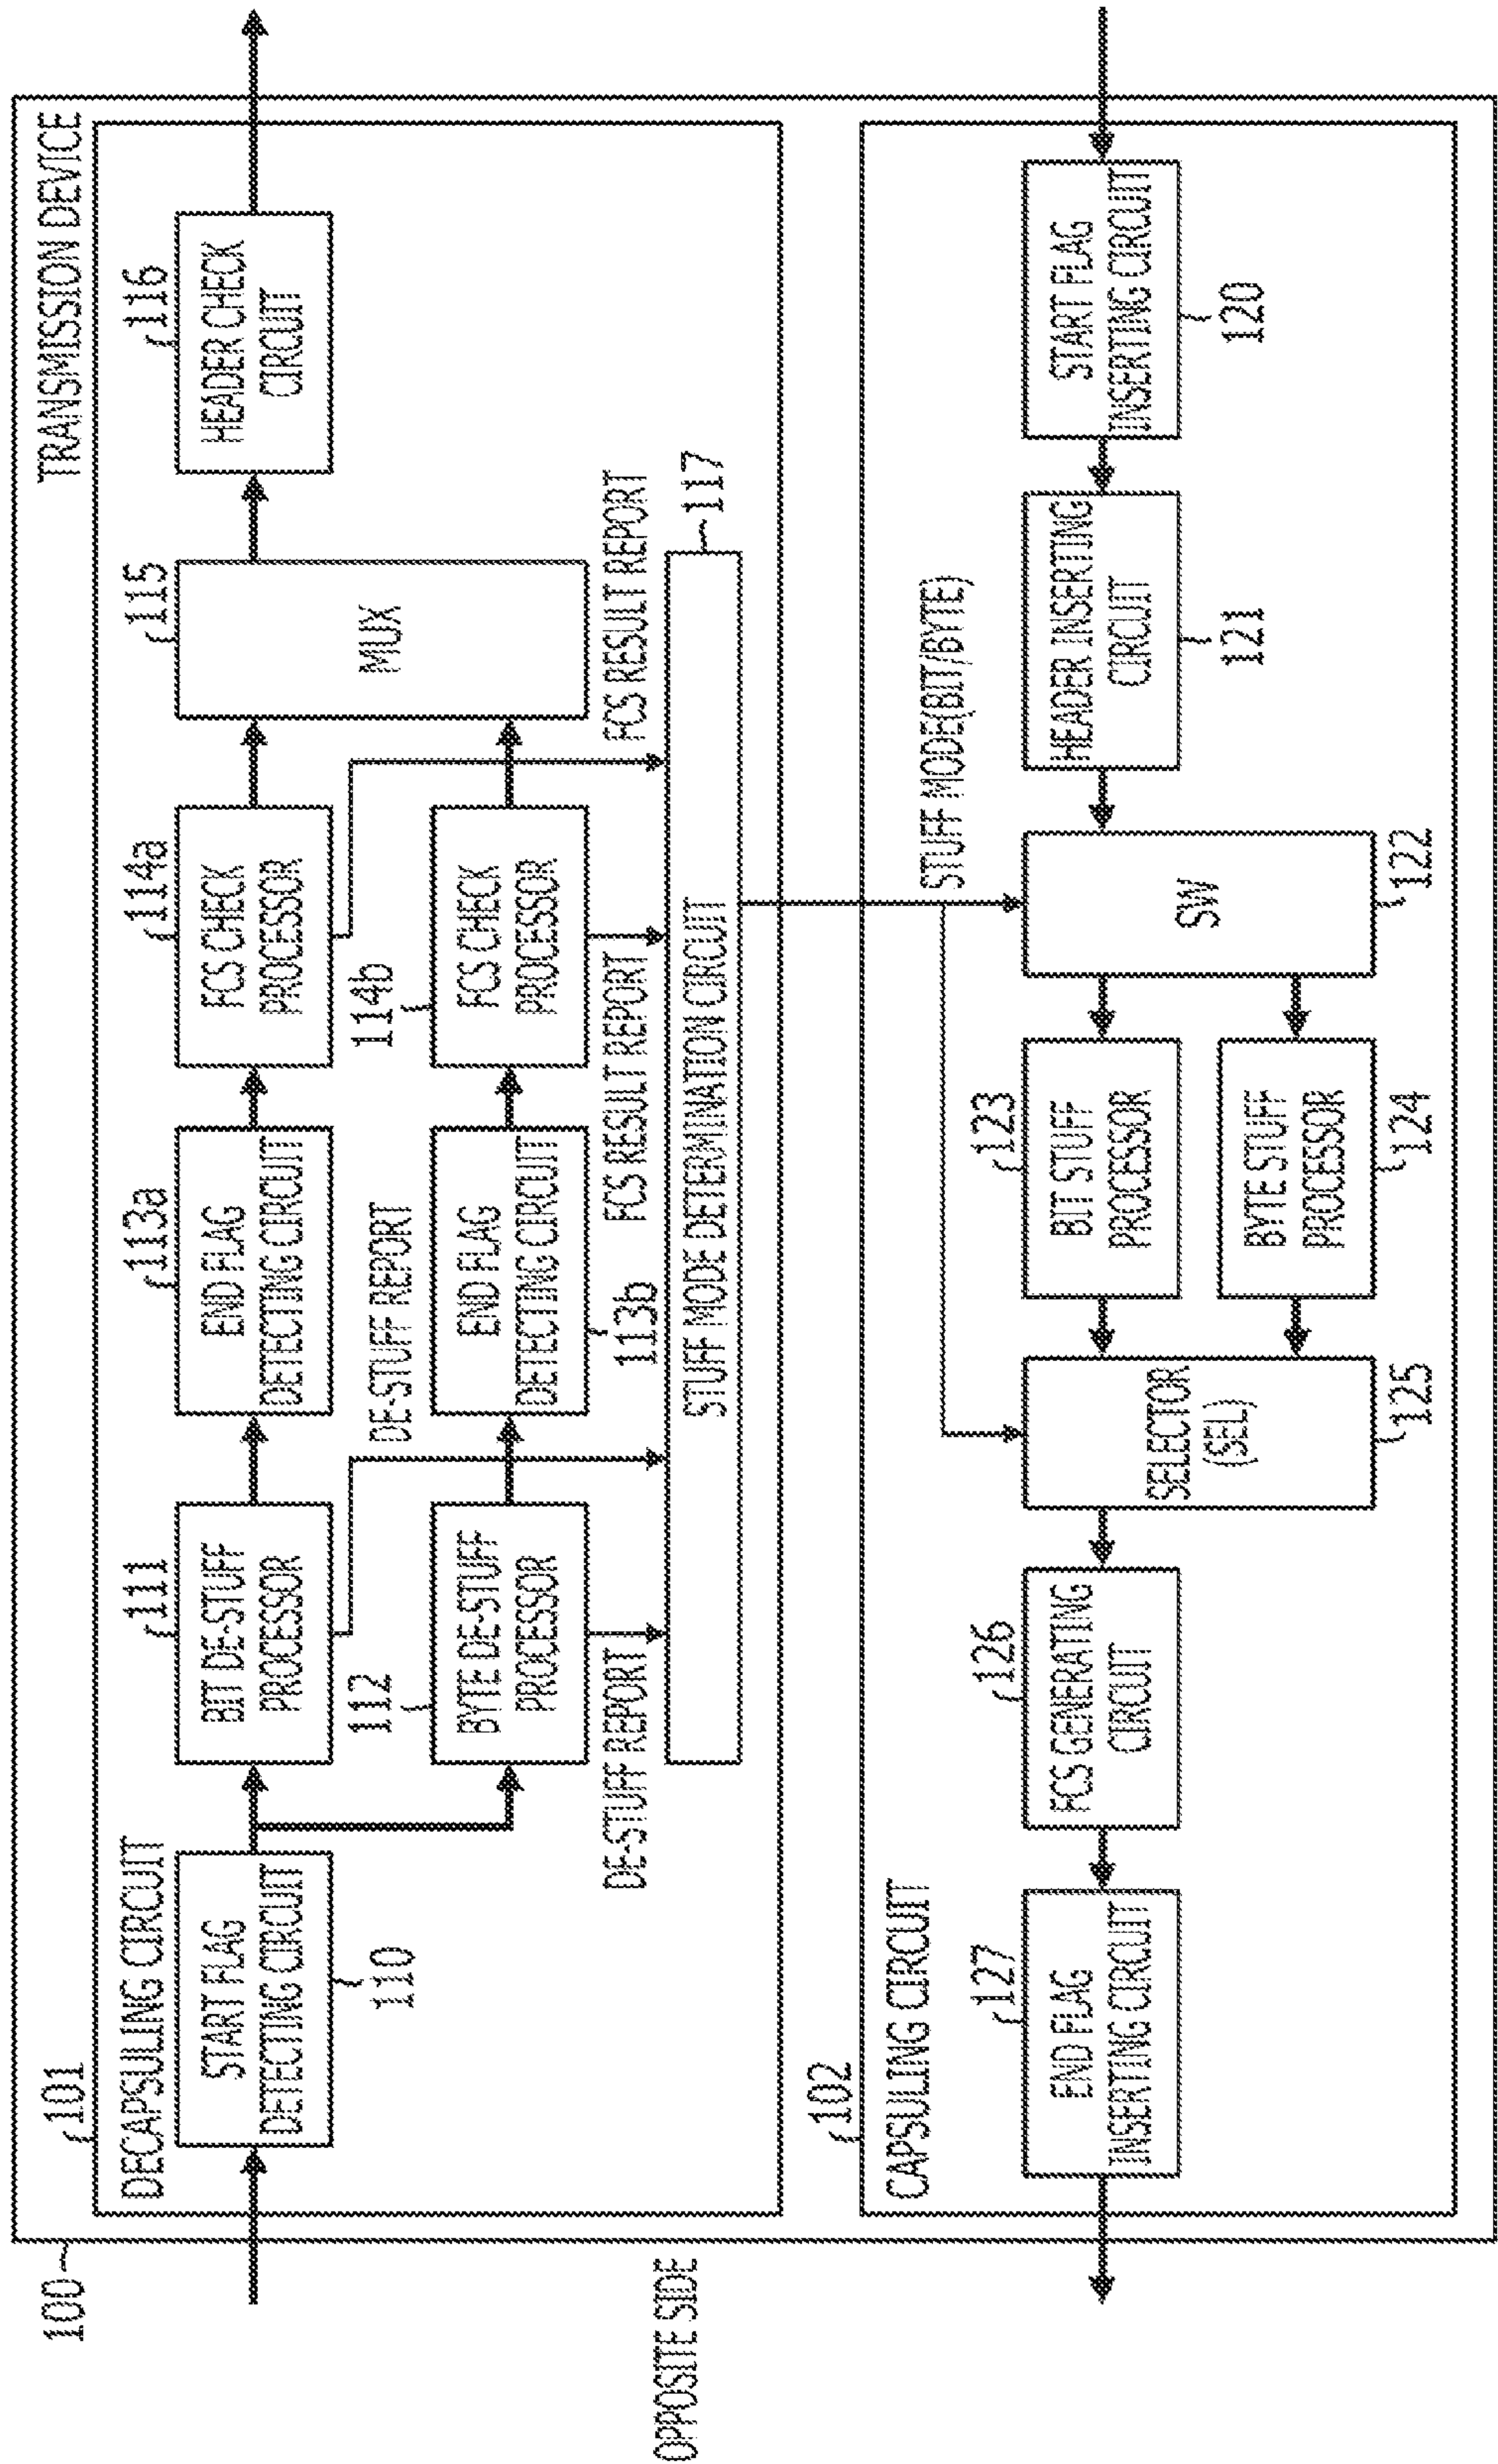 100
TRANSMISSION DEVICE
101
DECAPSULING CIRCUIT
START FLAG
DETECTING CIRCUIT
110
111
BIT DE-STUFF
PROCESSOR
113a
END FLAG
DETECTING CIRCUIT
114a
FCS CHECK
PROCESSOR
115
MUX
116
HEADER CHECK
CIRCUIT
112
BYTE DE-STUFF
PROCESSOR
DE-STUFF REPORT
END FLAG
DETECTING CIRCUIT
113b
114b
FCS CHECK
PROCESSOR
DE-STUFF REPORT
FCS RESULT REPORT
FCS RESULT REPORT
STUFF MODE DETERMINATION CIRCUIT
117
OPPOSITE SIDE
102
CAPSULING CIRCUIT
STUFF MODE(BIT/BYTE)
127
END FLAG
INSERTING CIRCUIT
126
FCS GENERATING
CIRCUIT
SELECTOR
(SEL)
125
123
BIT STUFF
PROCESSOR
BYTE STUFF
PROCESSOR
124
SW
122
HEADER INSERTING
CIRCUIT
121
START FLAG
INSERTING CIRCUIT
120